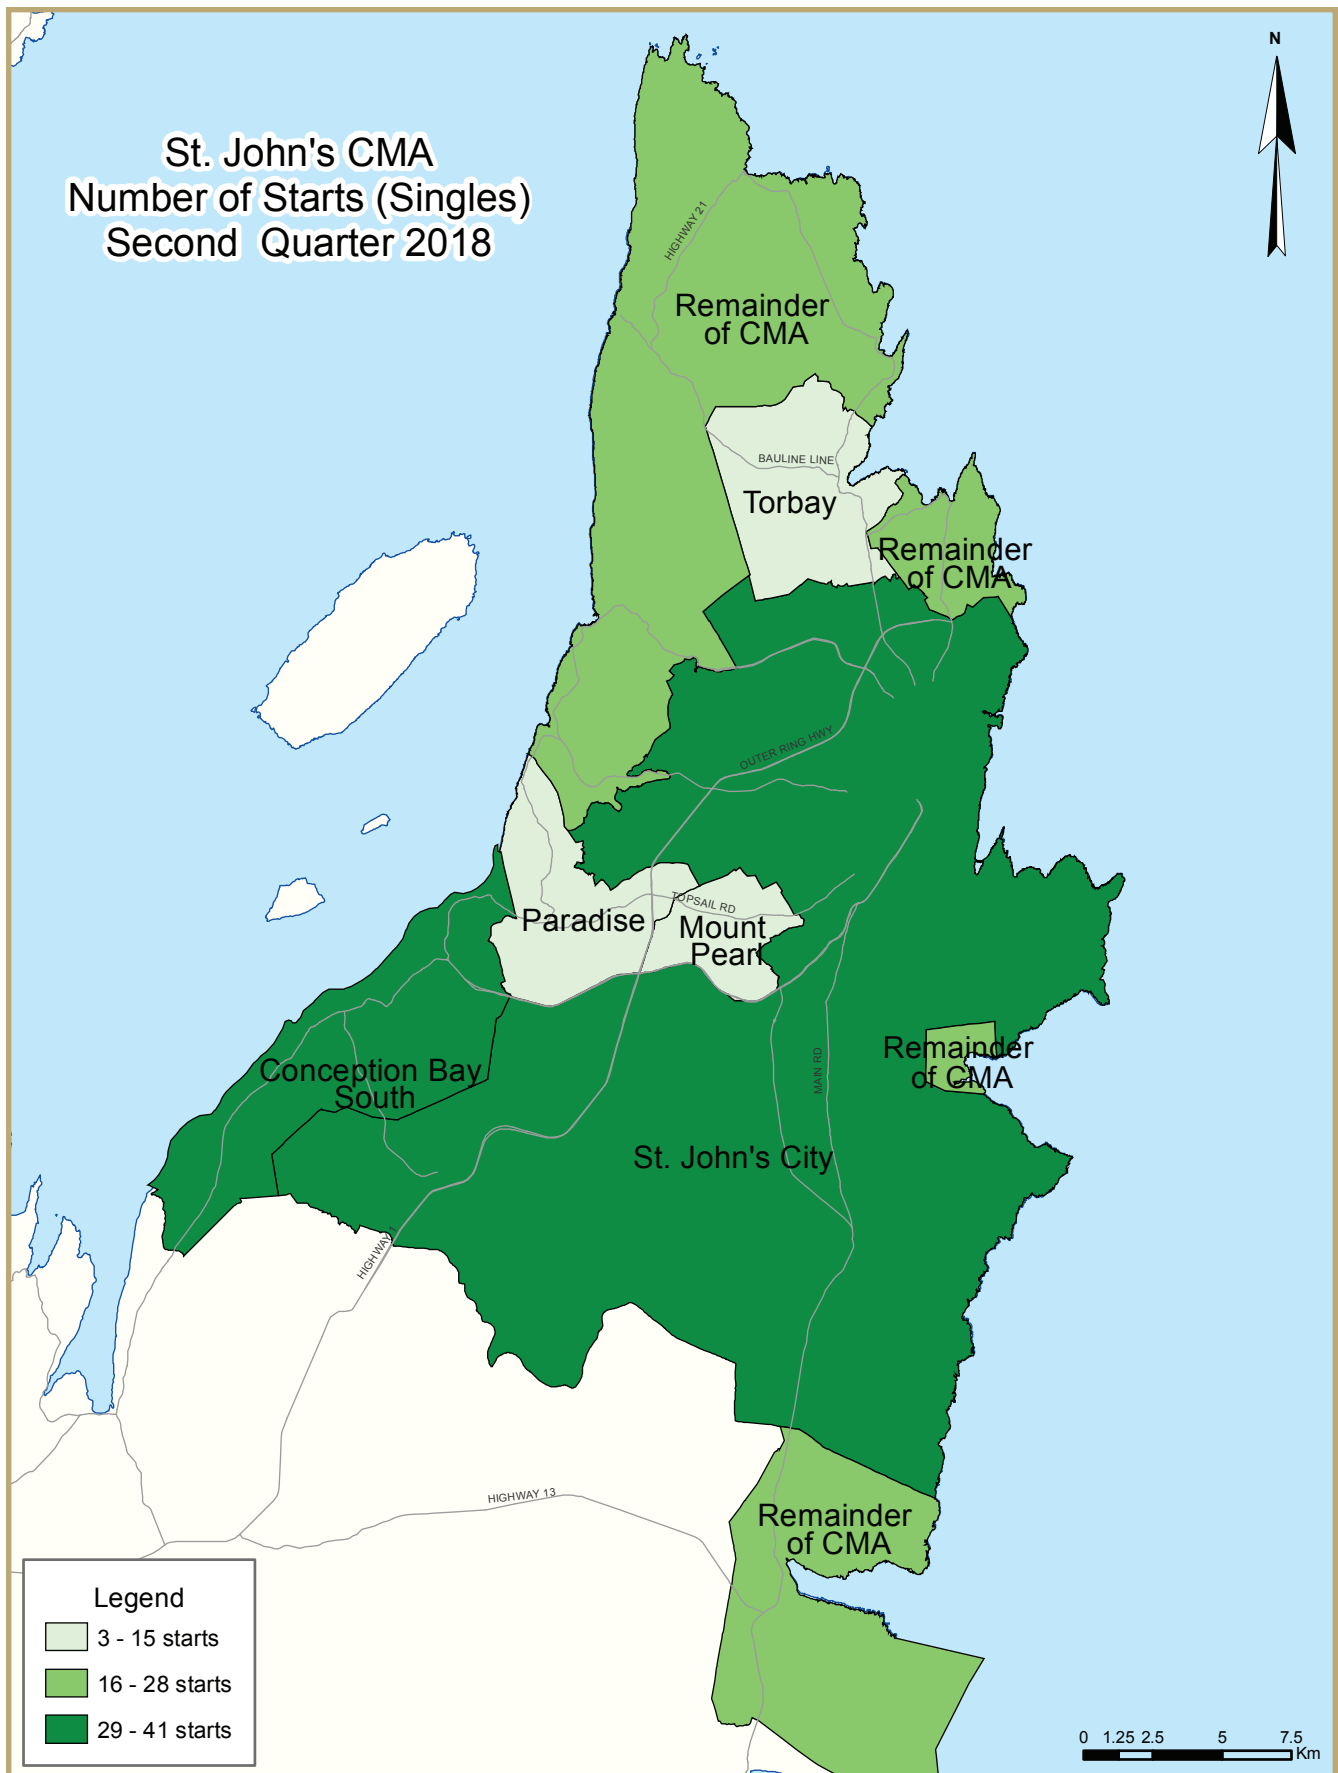 St. John's CMA
Number of Starts (Singles)
Second  Quarter 2018
N
HIGHWAY 21
Remainder
of CMA
BAULINE LINE
Torbay
Remainder
of CMA
OUTER RING HWY
TOPSAIL RD
Paradise
Mount
Pearl
Remainder
of CMA
MAIN RD
Conception Bay
South
St. John's City
HIGHWAY 1
HIGHWAY 13
Remainder
of CMA
Legend
3 - 15 starts
16 - 28 starts
29 - 41 starts
0 1.25 2.5 5 7.5
Km